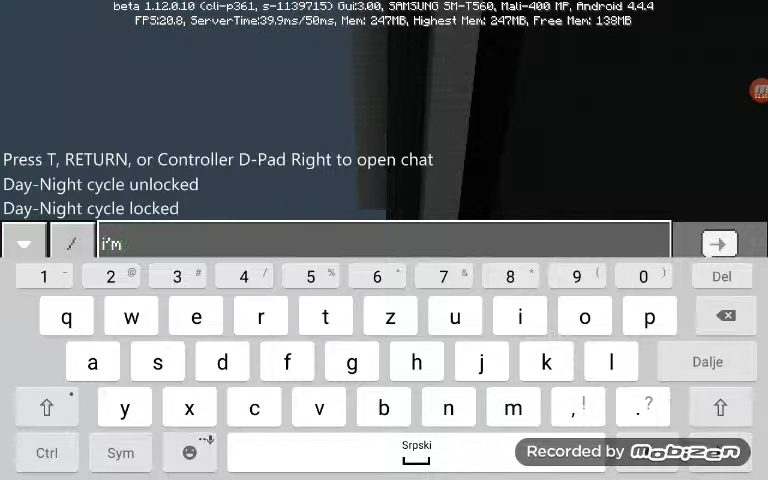 beta 1.12.0.10 (cli-p361, s-1139715) Gui:3.00, SAMSUNG SM-T560, Mali-400 MP, Android 4.4.4
FPS:20.8, ServerTime:39.9ms/50ms, Mem: 247MB, Highest Mem: 247MB, Free Mem: 138MB
Press T, RETURN, or Controller D-Pad Right to open chat
Day-Night cycle unlocked
Day-Night cycle locked
/ i'm
1 - 2 @ 3 # 4 / 5 % 6 ^ 7 & 8 * 9 ( 0 ) Del
q w e r t z u i o p
a s d f g h j k l Dalje
y x c v b n m , ! . ?
Ctrl Sym Srpski
Recorded by Mobizen